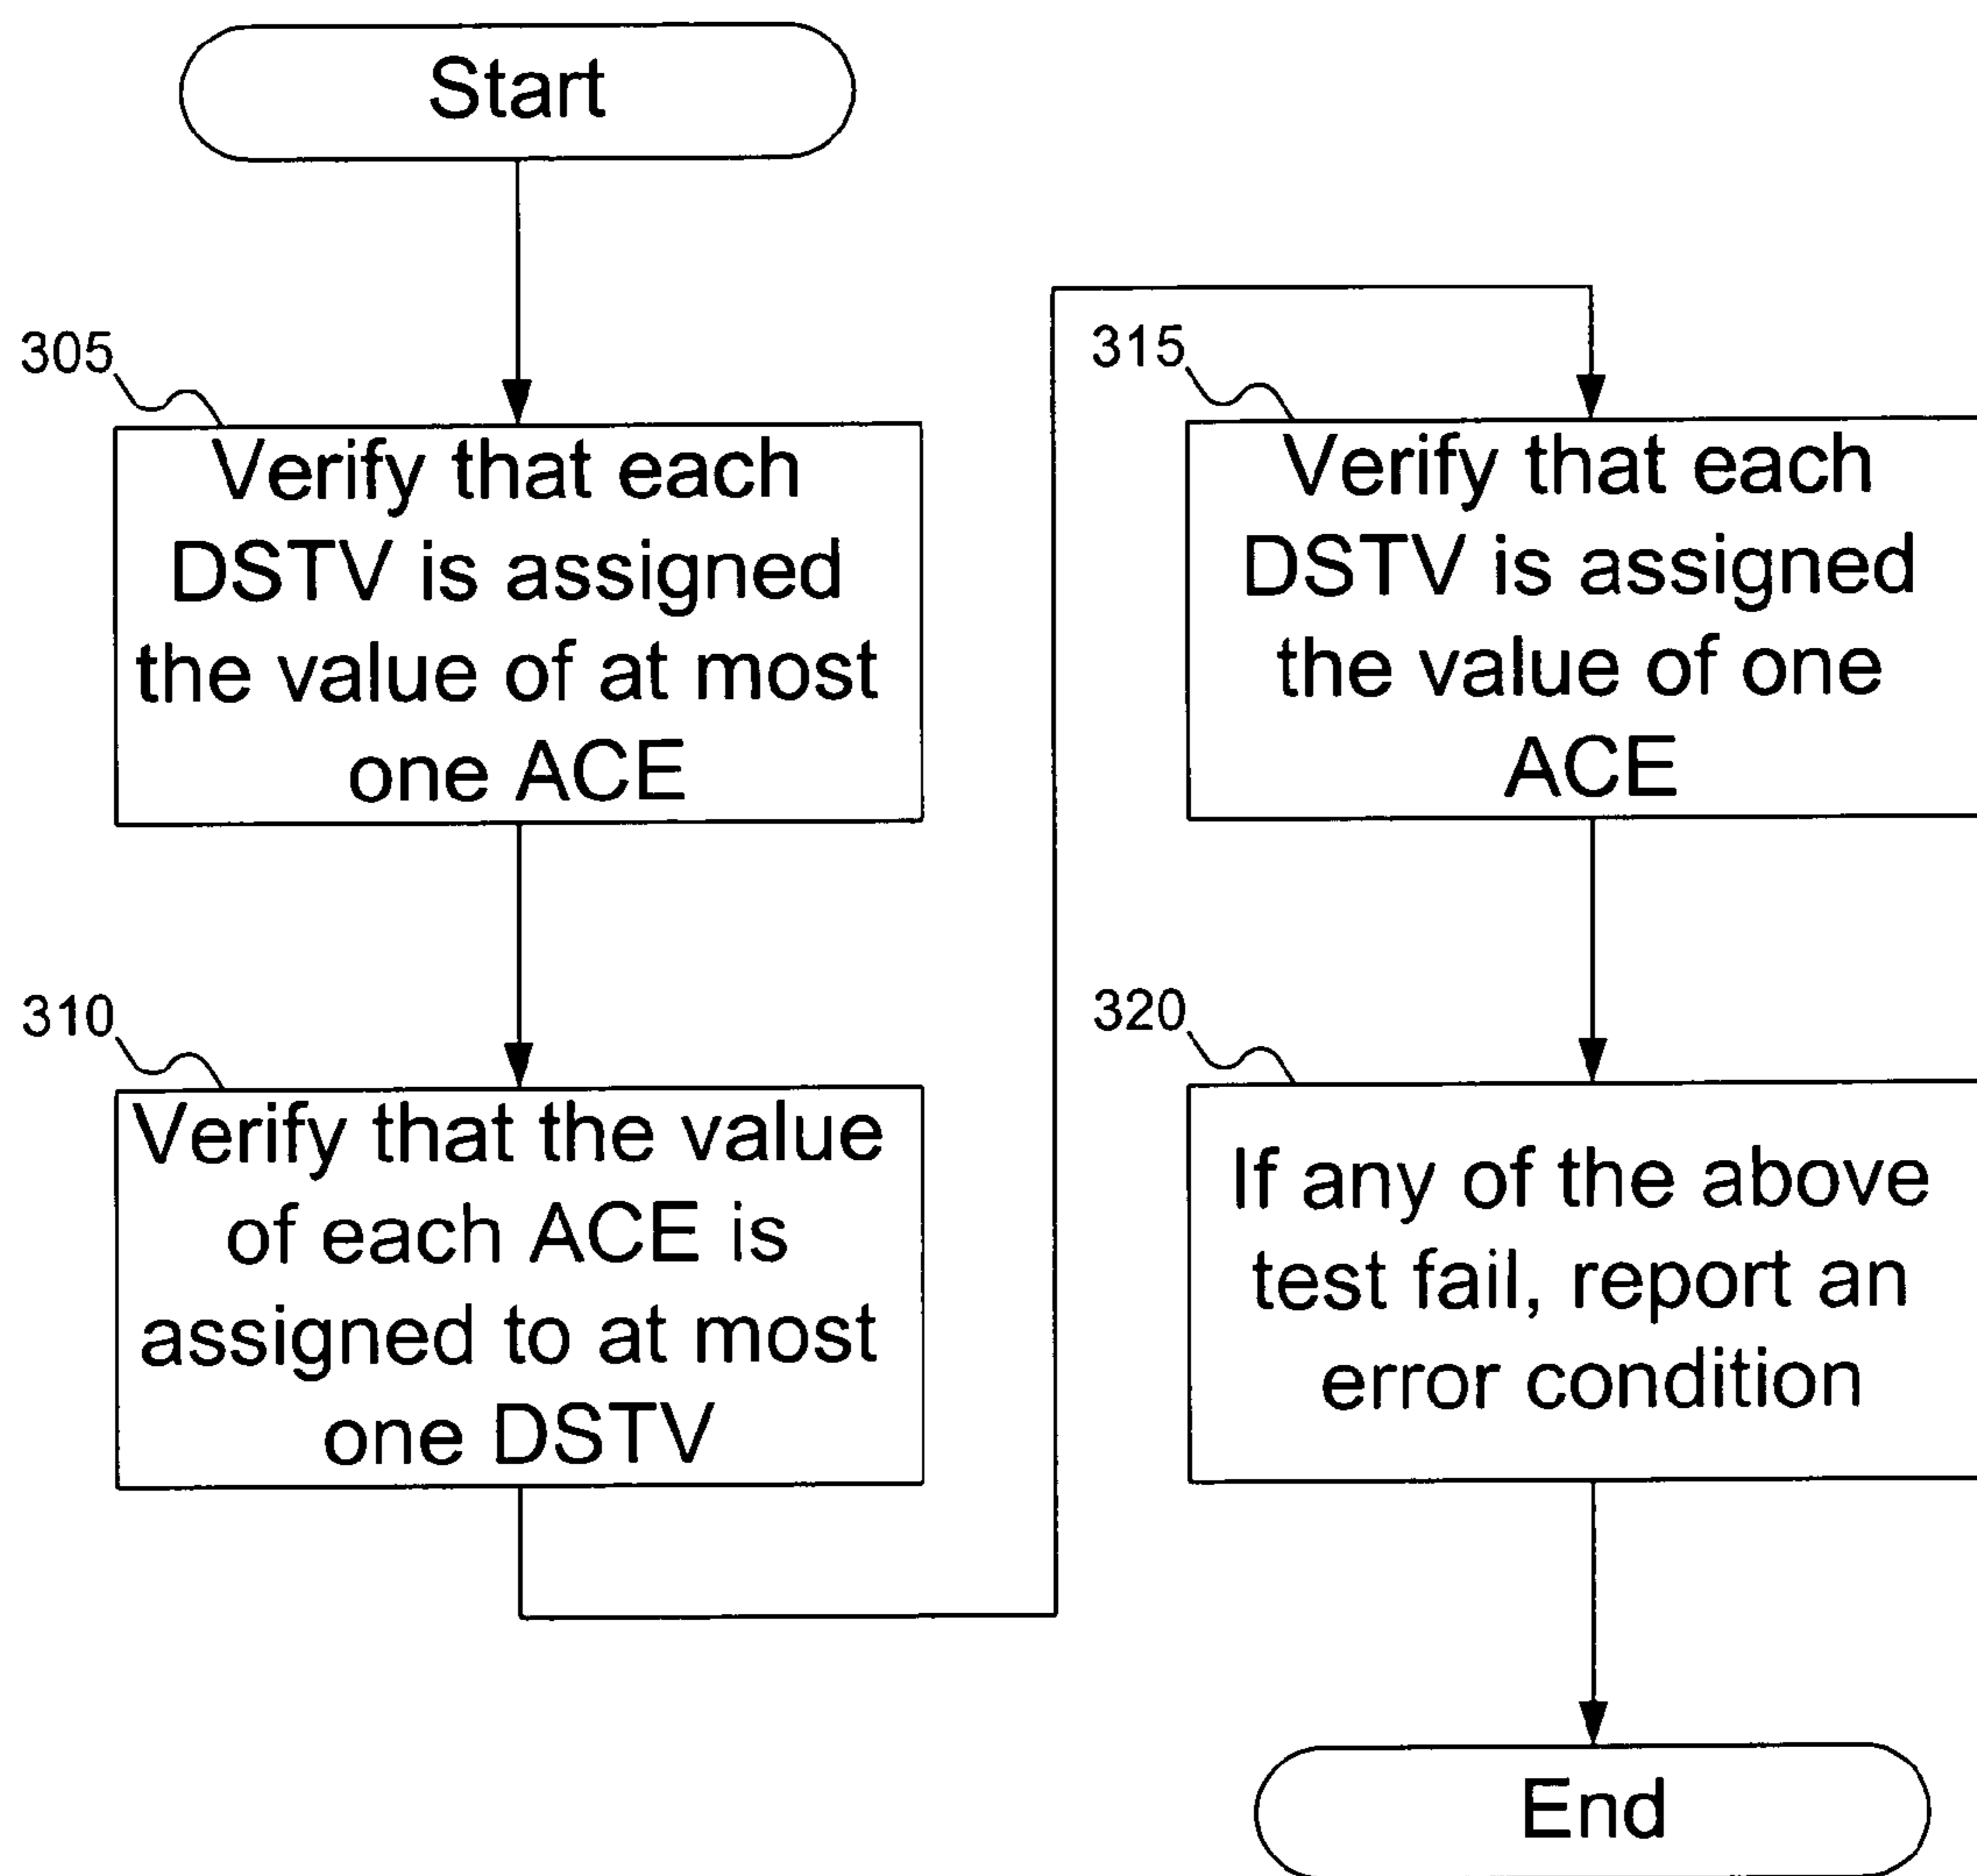 Start
305
Verify that each
DSTV is assigned
the value of at most
one ACE
310
Verify that the value
of each ACE is
assigned to at most
one DSTV
315
Verify that each
DSTV is assigned
the value of one
ACE
320
If any of the above
test fail, report an
error condition
End